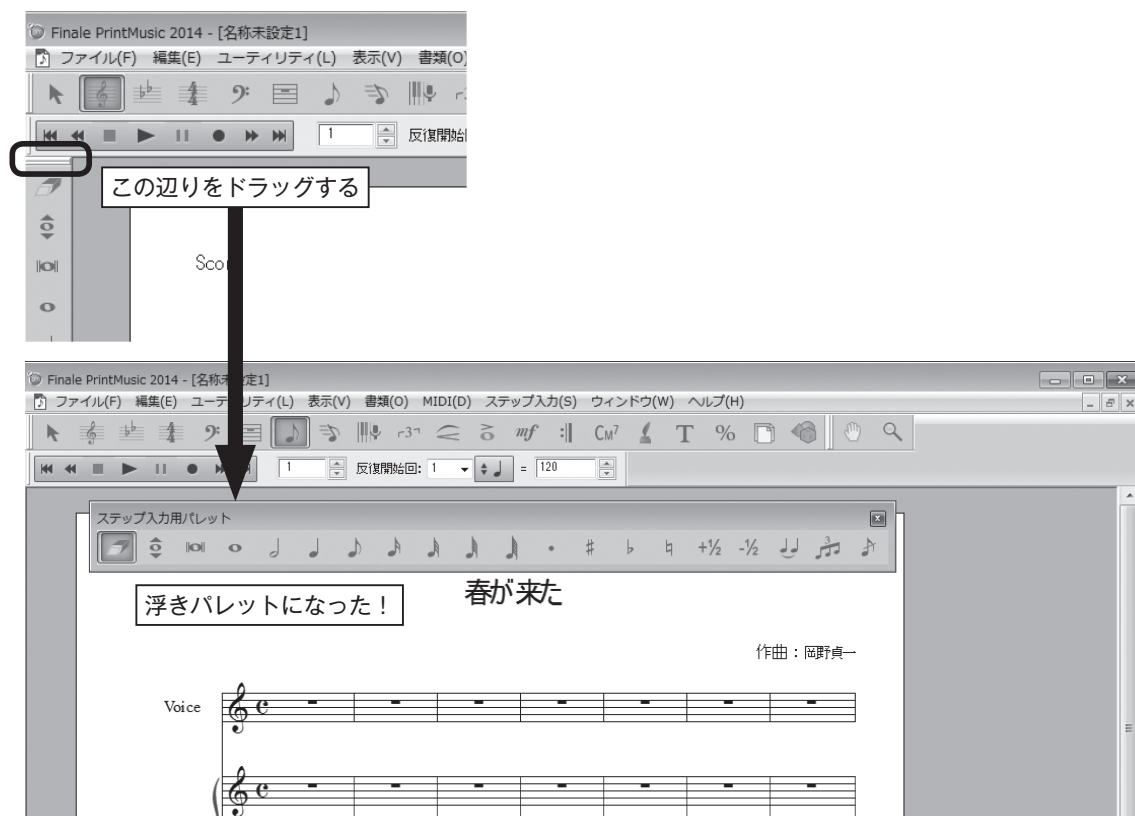 Finale PrintMusic 2014 - [名称未設定1]
ファイル(F) 編集(E) ユーティリティ(L) 表示(V) 書類(O)
1 反復開始
この辺りをドラッグする
Sco
Finale PrintMusic 2014 - [名称未設定1]
ファイル(F) 編集(E) ユーティリティ(L) 表示(V) 書類(O) MIDI(D) ステップ入力(S) ウィンドウ(W) ヘルプ(H)
3 mf CM7 T %
1 反復開始回: 1 = 120
ステップ入力用パレット
+½ -½ 3
浮きパレットになった！
春が来た
作曲：岡野貞一
Voice